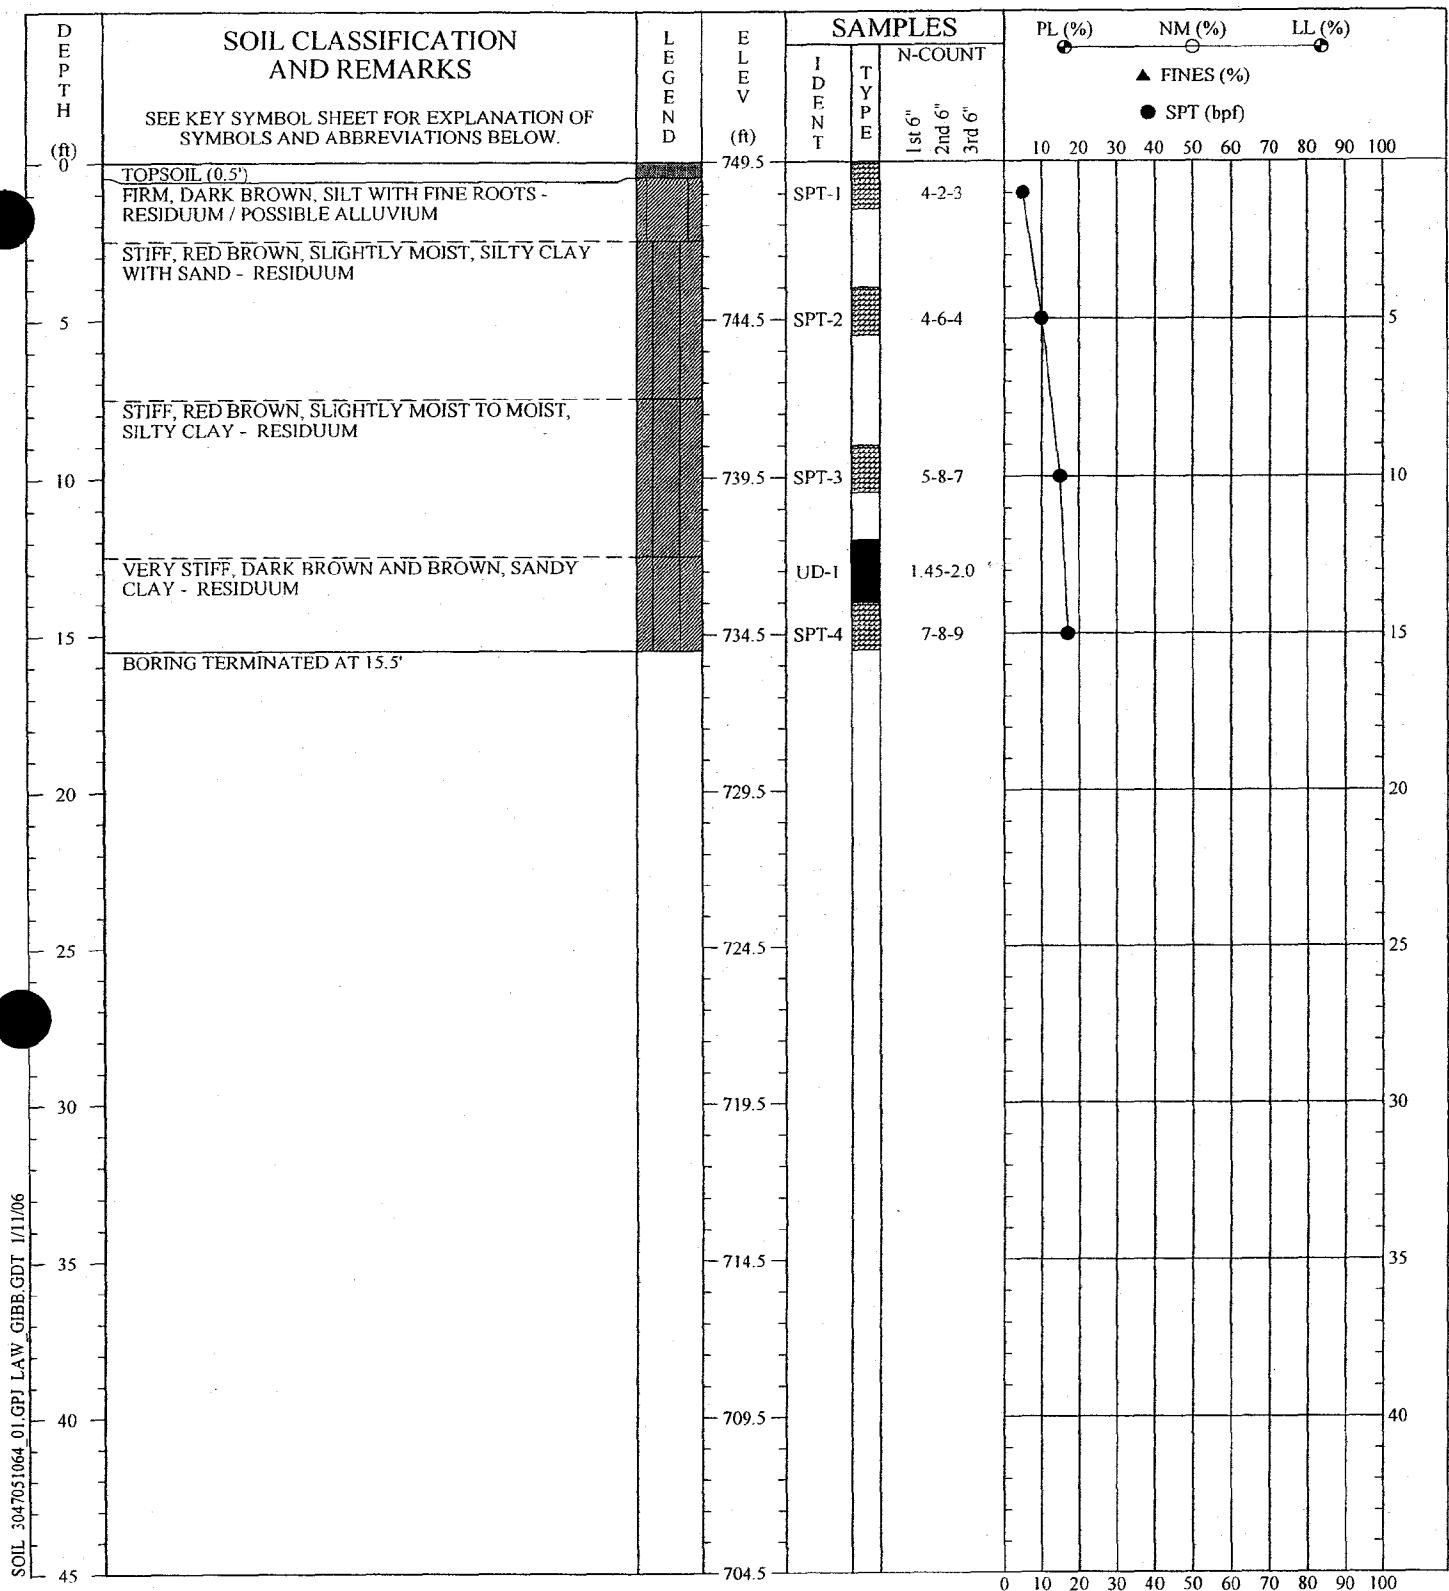 DEPTH (ft)
SOIL CLASSIFICATION
AND REMARKS
SEE KEY SYMBOL SHEET FOR EXPLANATION OF
SYMBOLS AND ABBREVIATIONS BELOW.
LEGEND
ELEV (ft)
SAMPLES
IDENT
TYPE
N-COUNT
1st 6"
2nd 6"
3rd 6"
PL (%) NM (%) LL (%)
▲ FINES (%)
● SPT (bpf)
10 20 30 40 50 60 70 80 90 100
0 749.5
TOPSOIL (0.5')
FIRM, DARK BROWN, SILT WITH FINE ROOTS -
RESIDUUM / POSSIBLE ALLUVIUM
SPT-1 4-2-3
STIFF, RED BROWN, SLIGHTLY MOIST, SILTY CLAY
WITH SAND - RESIDUUM
5 744.5 SPT-2 4-6-4 5
STIFF, RED BROWN, SLIGHTLY MOIST TO MOIST,
SILTY CLAY - RESIDUUM
10 739.5 SPT-3 5-8-7 10
VERY STIFF, DARK BROWN AND BROWN, SANDY
CLAY - RESIDUUM
UD-1 1.45-2.0
15 734.5 SPT-4 7-8-9 15
BORING TERMINATED AT 15.5'
20 729.5 20
25 724.5 25
30 719.5 30
35 714.5 35
40 709.5 40
45 704.5
0 10 20 30 40 50 60 70 80 90 100
SOIL 3047051064_01.GPJ LAW_GIBB.GDT 1/11/06